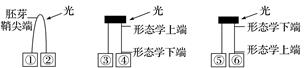 胚芽
鞘尖端
光
① ②
光
形态学上端
形态学下端
③ ④
光
形态学下端
形态学上端
⑤ ⑥